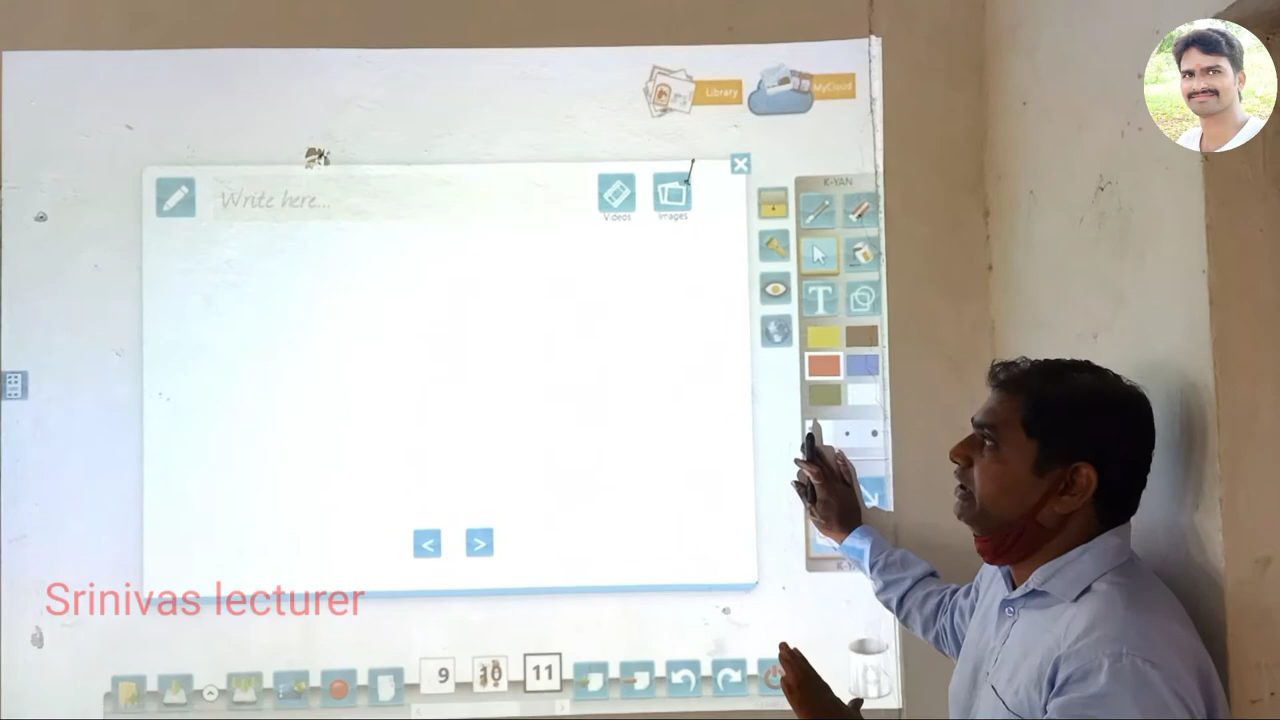 Library
MyCloud
Write here...
Videos
Images
K-YAN
T
<
>
Srinivas lecturer
9
10
11